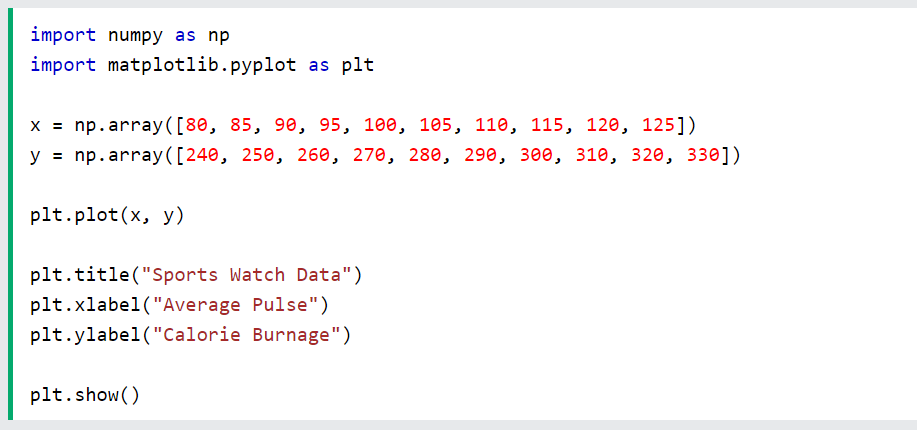 import numpy as np
import matplotlib.pyplot as plt
x = np.array([80, 85, 90, 95, 100, 105, 110, 115, 120, 125])
y = np.array([240, 250, 260, 270, 280, 290, 300, 310, 320, 330])
plt.plot(x, y)
plt.title("Sports Watch Data")
plt.xlabel("Average Pulse")
plt.ylabel("Calorie Burnage")
plt.show()